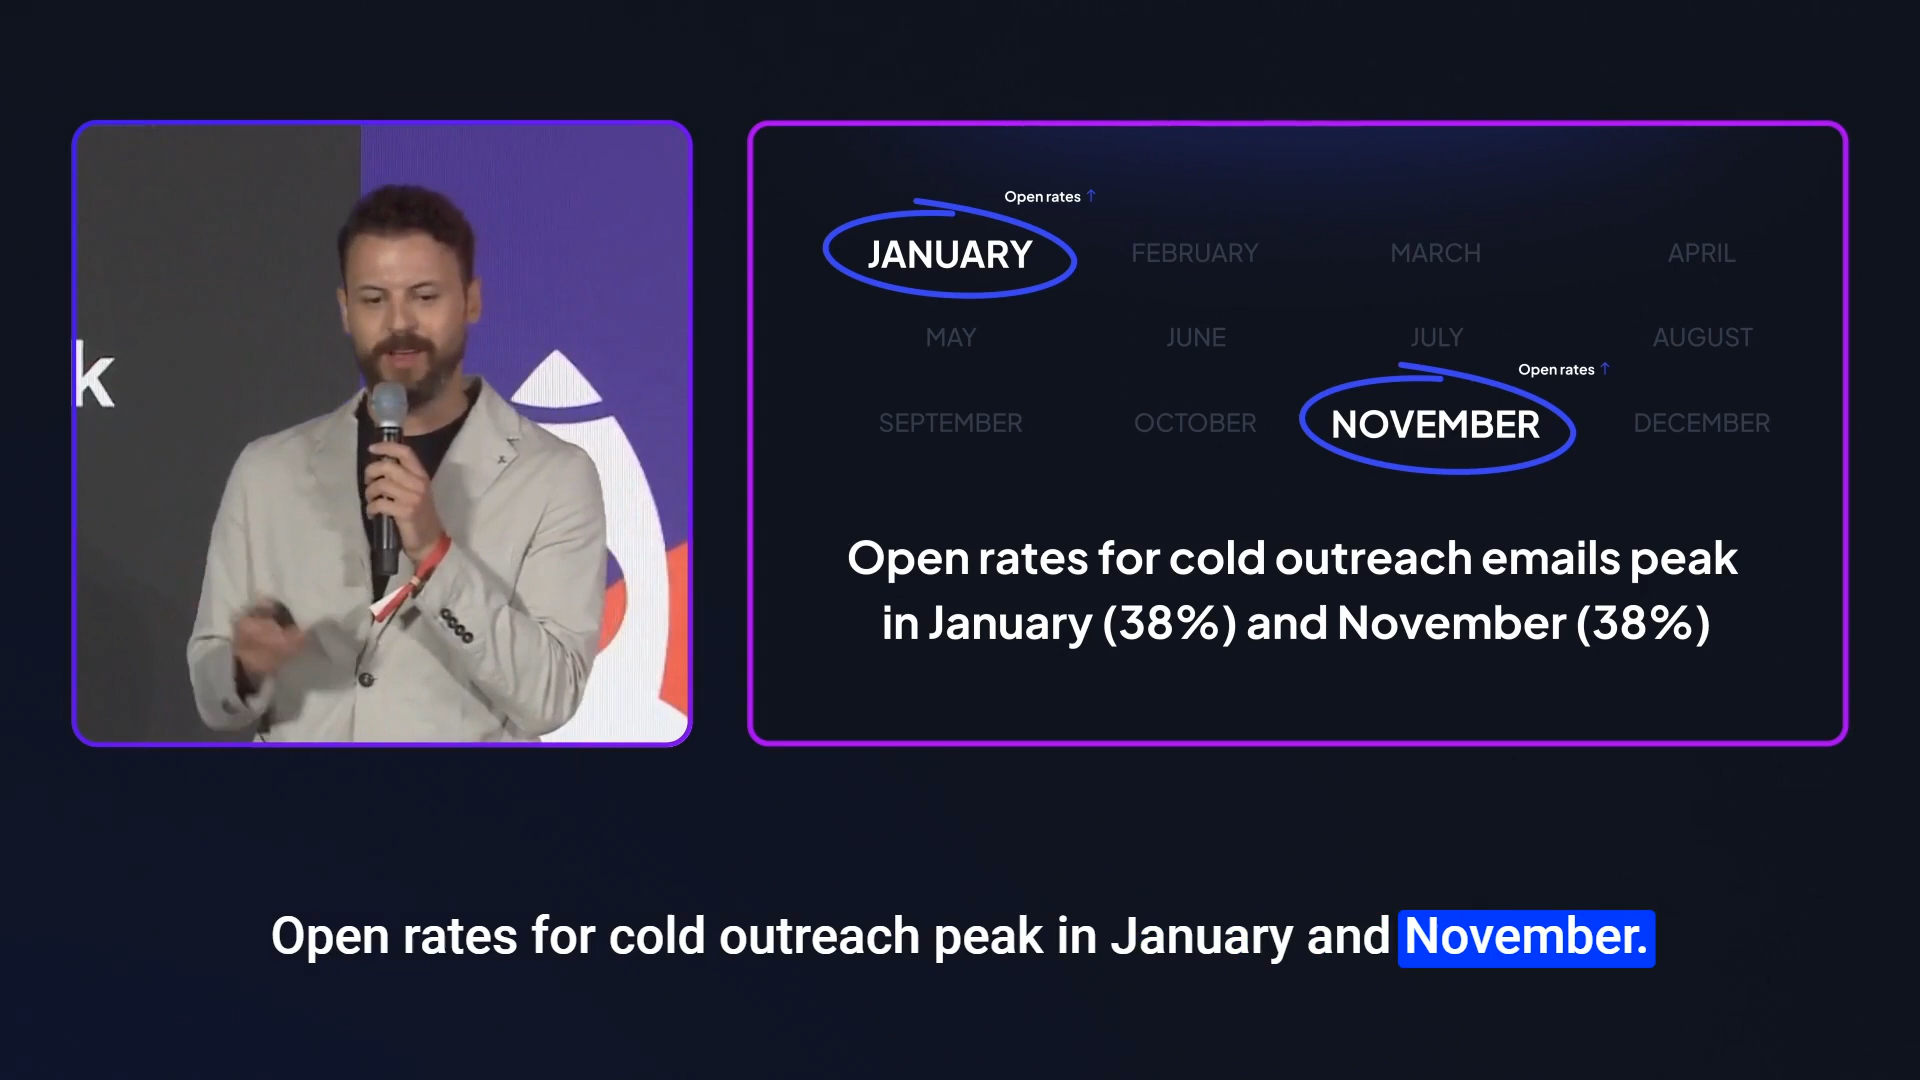 k
Open rates ↑
JANUARY FEBRUARY MARCH APRIL
MAY JUNE JULY AUGUST
Open rates ↑
SEPTEMBER OCTOBER NOVEMBER DECEMBER
Open rates for cold outreach emails peak
in January (38%) and November (38%)
Open rates for cold outreach peak in January and November.